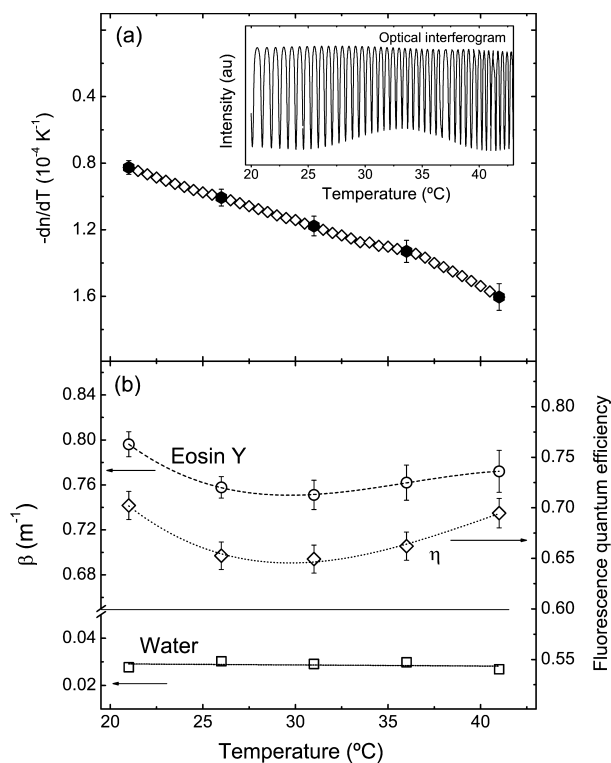 (a)
Optical interferogram
Intensity (au)
20 25 30 35 40
Temperature (ºC)
0.4
0.8
1.2
1.6
-dn/dT (10⁻⁴ K⁻¹)
(b)
0.84
0.80
0.76
0.72
0.68
0.04
0.02
β (m⁻¹)
Eosin Y
η
Water
0.80
0.75
0.70
0.65
0.60
0.55
Fluorescence quantum efficiency
20 25 30 35 40
Temperature (ºC)